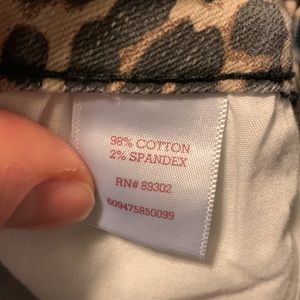 98% COTTON
2% SPANDEX
RN# 89302
609475850099